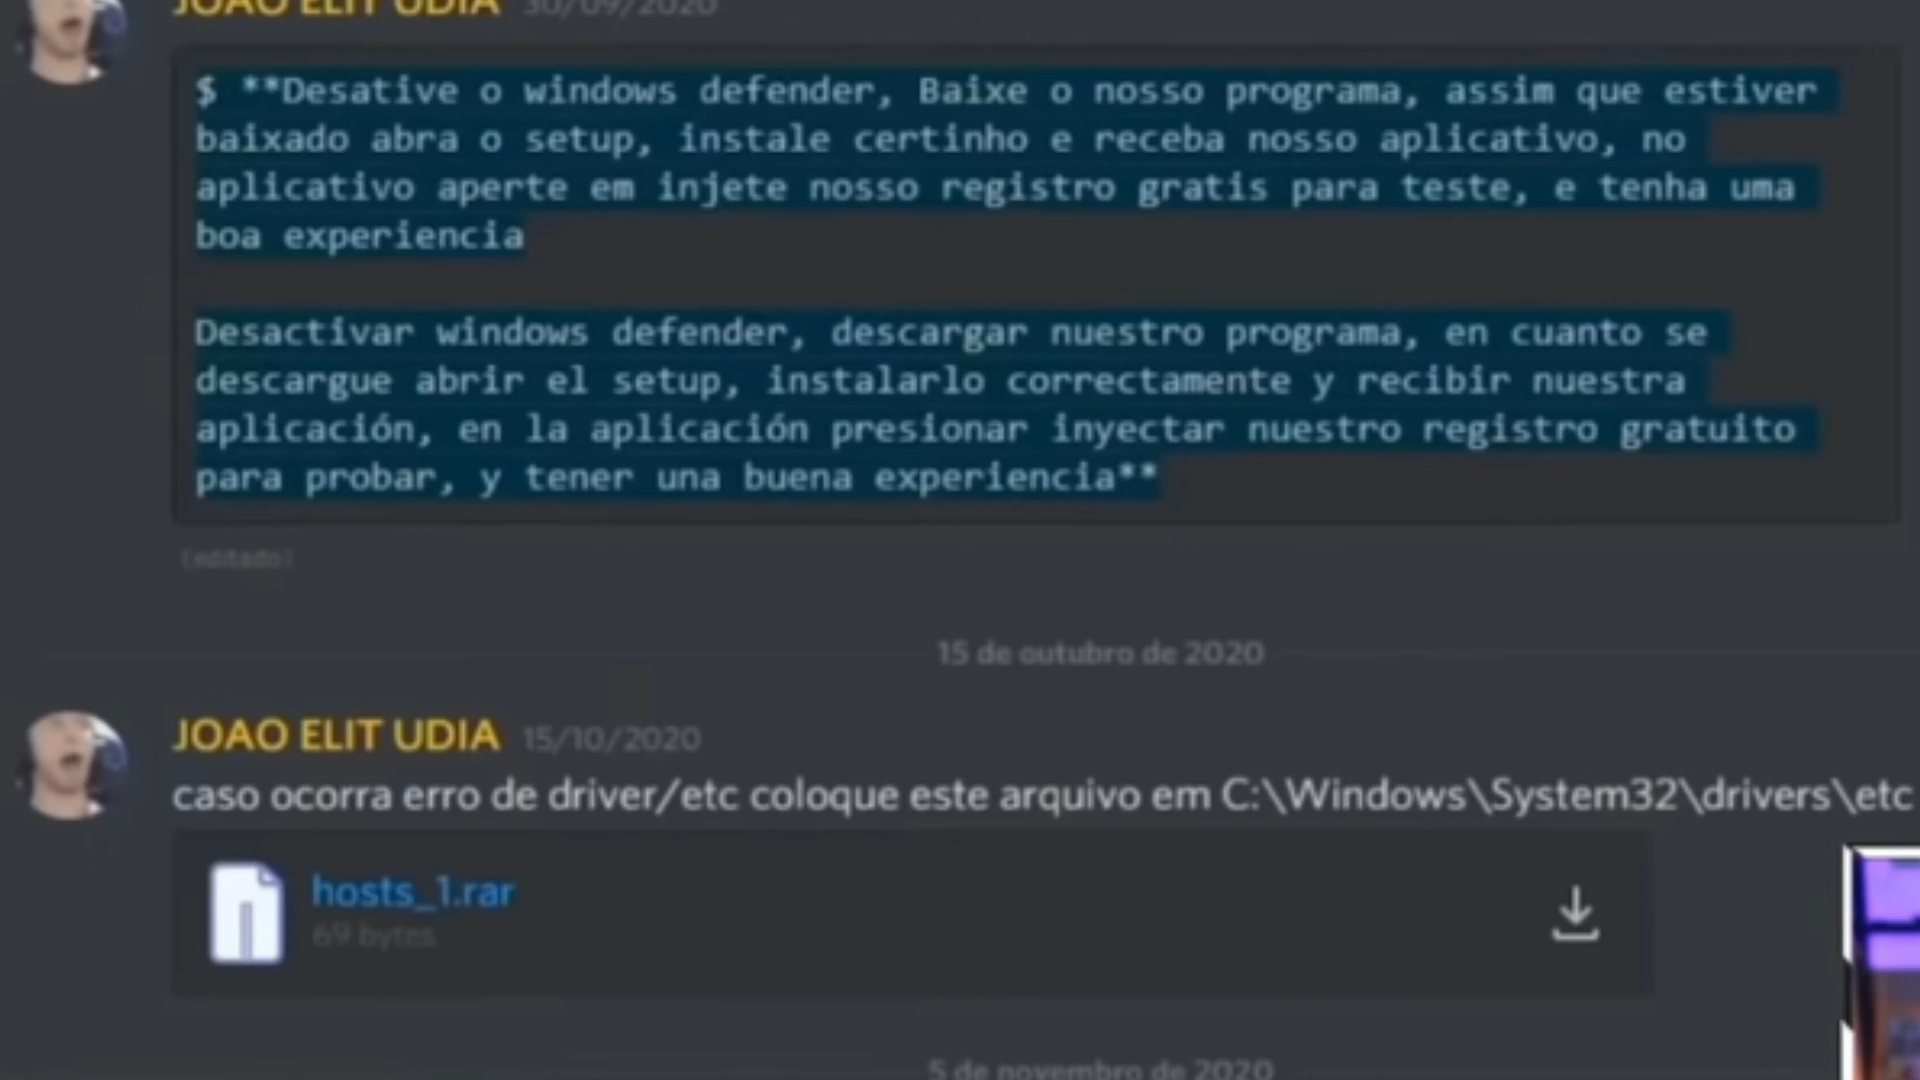 JOAO ELIT UDIA 30/09/2020
$ **Desative o windows defender, Baixe o nosso programa, assim que estiver
baixado abra o setup, instale certinho e receba nosso aplicativo, no
aplicativo aperte em injete nosso registro gratis para teste, e tenha uma
boa experiencia
Desactivar windows defender, descargar nuestro programa, en cuanto se
descargue abrir el setup, instalarlo correctamente y recibir nuestra
aplicación, en la aplicación presionar inyectar nuestro registro gratuito
para probar, y tener una buena experiencia**
(editado)
15 de outubro de 2020
JOAO ELIT UDIA 15/10/2020
caso ocorra erro de driver/etc coloque este arquivo em C:\Windows\System32\drivers\etc
hosts_1.rar
69 bytes
5 de novembro de 2020